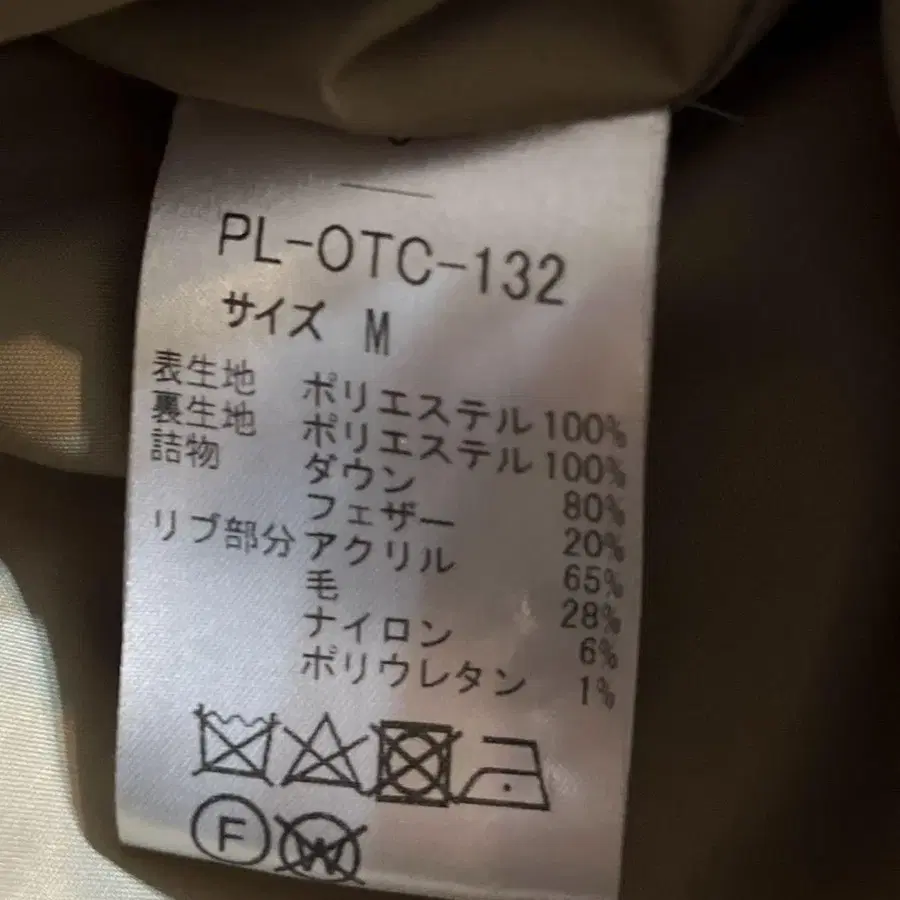 PL-OTC-132
サイズ M
表生地 ポリエステル 100%
裏生地 ポリエステル 100%
詰物 ダウン 80%
フェザー 20%
リブ部分 アクリル 65%
毛 28%
ナイロン 6%
ポリウレタン 1%
F
W